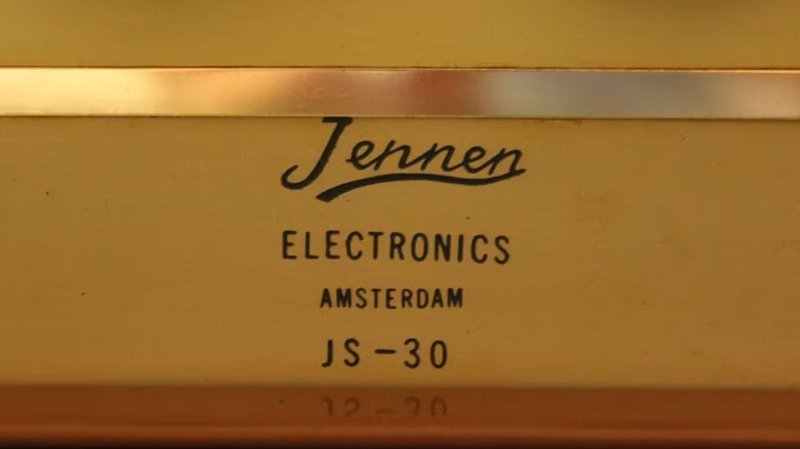 Jennen
ELECTRONICS
AMSTERDAM
JS-30